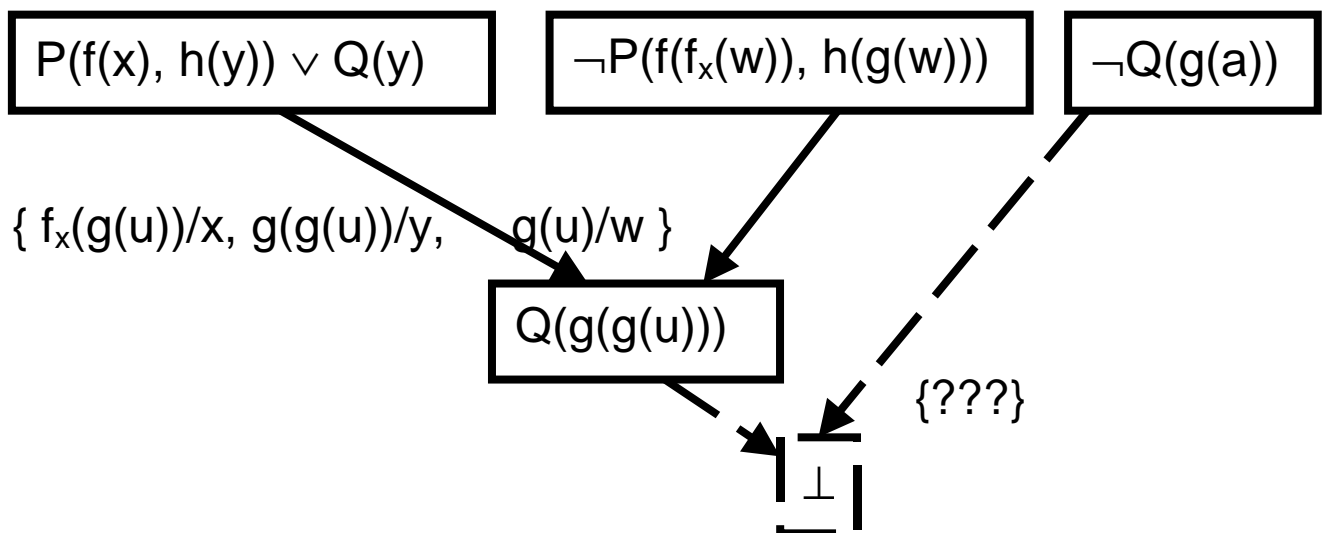 P(f(x), h(y)) ∨ Q(y)
¬P(f(fₓ(w)), h(g(w)))
¬Q(g(a))
{ fₓ(g(u))/x, g(g(u))/y, g(u)/w }
Q(g(g(u)))
{???}
⊥